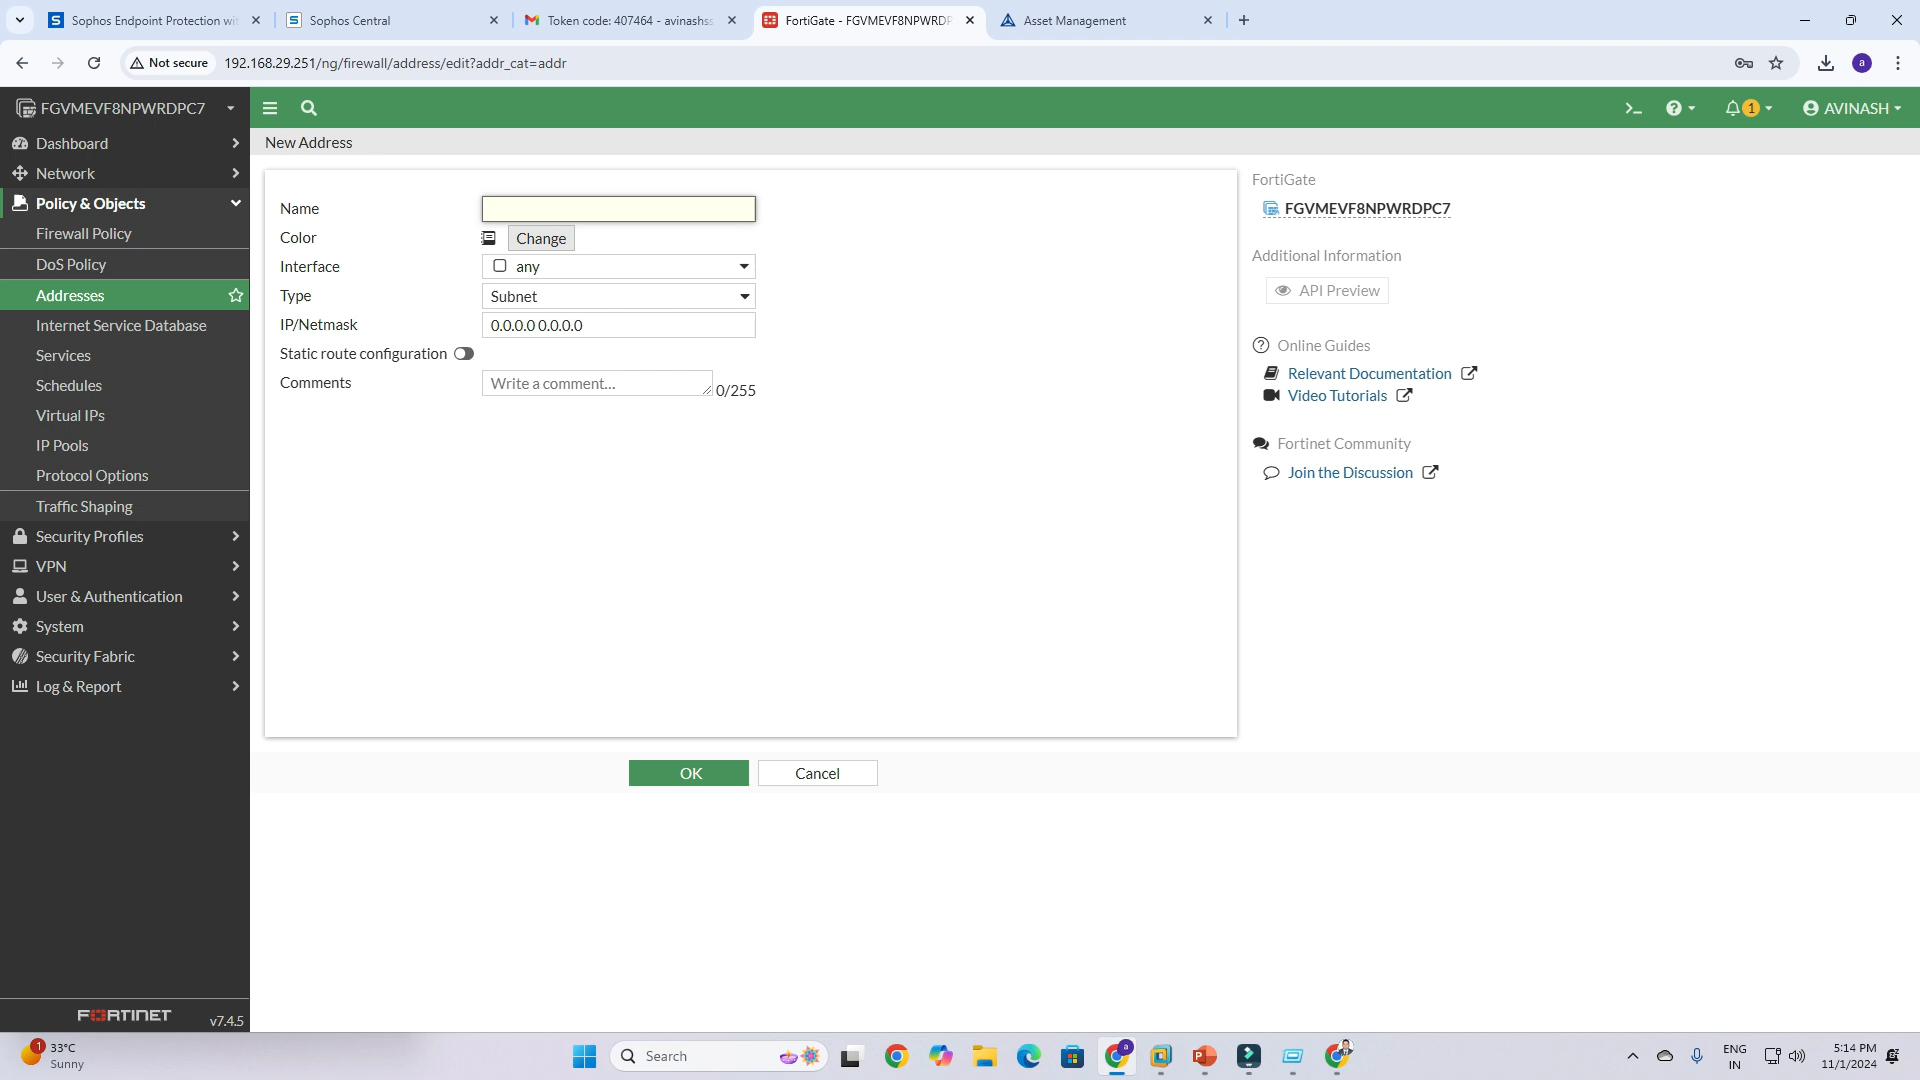 Sophos Endpoint Protection wit
Sophos Central
Token code: 407464 - avinashss
FortiGate - FGVMEVF8NPWRDP
Asset Management
Not secure
192.168.29.251/ng/firewall/address/edit?addr_cat=addr
a
FGVMEVF8NPWRDPC7
1
AVINASH
Dashboard
Network
Policy & Objects
Firewall Policy
DoS Policy
Addresses
Internet Service Database
Services
Schedules
Virtual IPs
IP Pools
Protocol Options
Traffic Shaping
Security Profiles
VPN
User & Authentication
System
Security Fabric
Log & Report
FORTINET
v7.4.5
New Address
Name
Color
Change
Interface
any
Type
Subnet
IP/Netmask
0.0.0.0 0.0.0.0
Static route configuration
Comments
Write a comment...
0/255
OK
Cancel
FortiGate
FGVMEVF8NPWRDPC7
Additional Information
API Preview
Online Guides
Relevant Documentation
Video Tutorials
Fortinet Community
Join the Discussion
1
33°C
Sunny
Search
a
ENG
IN
5:14 PM
11/1/2024